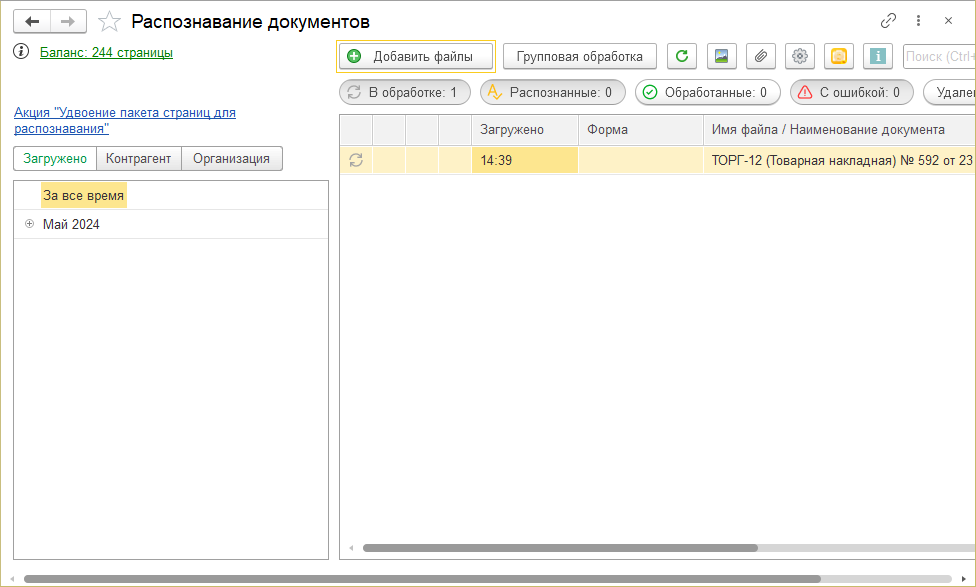 Распознавание документов
Баланс: 244 страницы
Добавить файлы
Групповая обработка
Поиск (Ctrl+
В обработке: 1
Распознанные: 0
Обработанные: 0
С ошибкой: 0
Удален
Акция "Удвоение пакета страниц для
распознавания"
Загружено
Контрагент
Организация
За все время
Май 2024
Загружено
Форма
Имя файла / Наименование документа
14:39
ТОРГ-12 (Товарная накладная) № 592 от 23